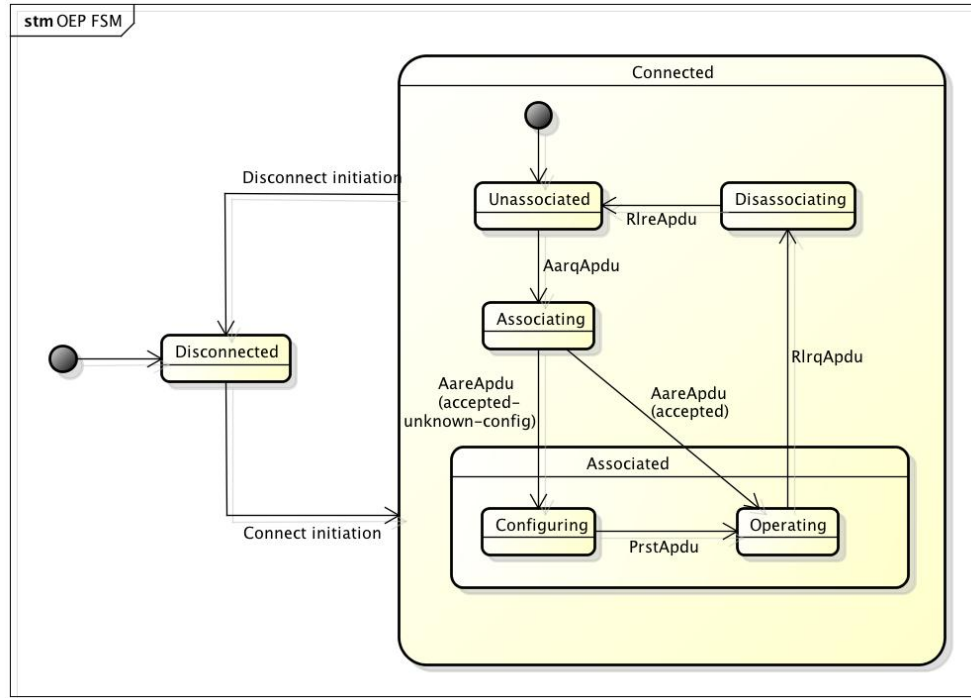 stm OEP FSM
Connected
Disconnect initiation
Unassociated
Disassociating
RlreApdu
AarqApdu
Associating
Disconnected
RlrqApdu
AareApdu
(accepted-
unknown-config)
AareApdu
(accepted)
Associated
Configuring
Operating
PrstApdu
Connect initiation